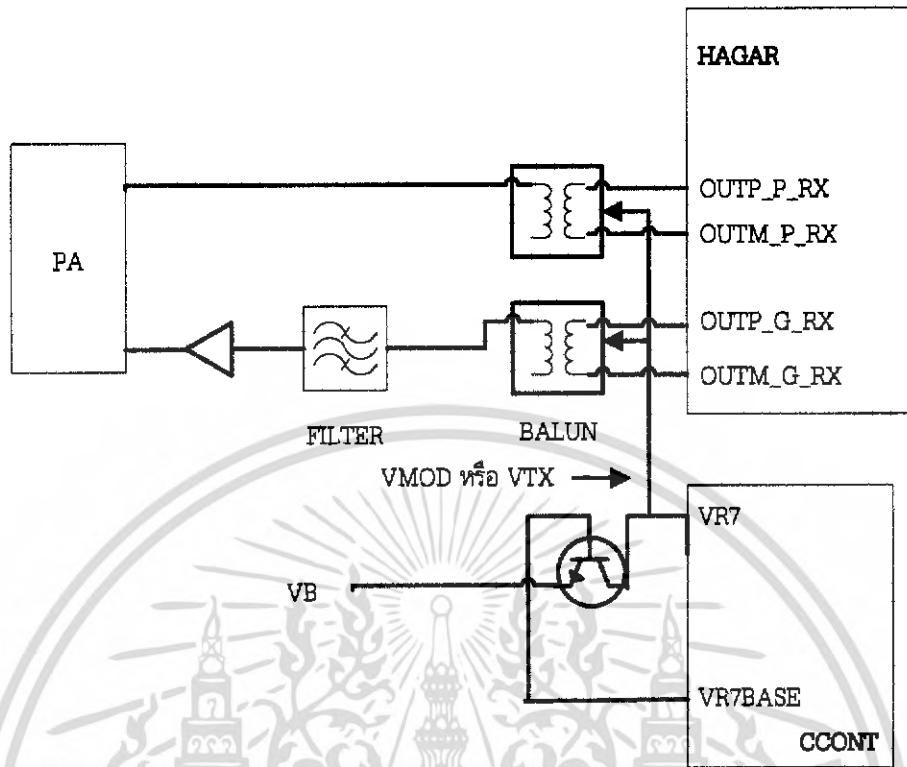 HAGAR
OUTP_P_RX
OUTM_P_RX
PA
OUTP_G_RX
OUTM_G_RX
FILTER
BALUN
VMOD หรือ VTX
VR7
VB
VR7BASE
CCONT